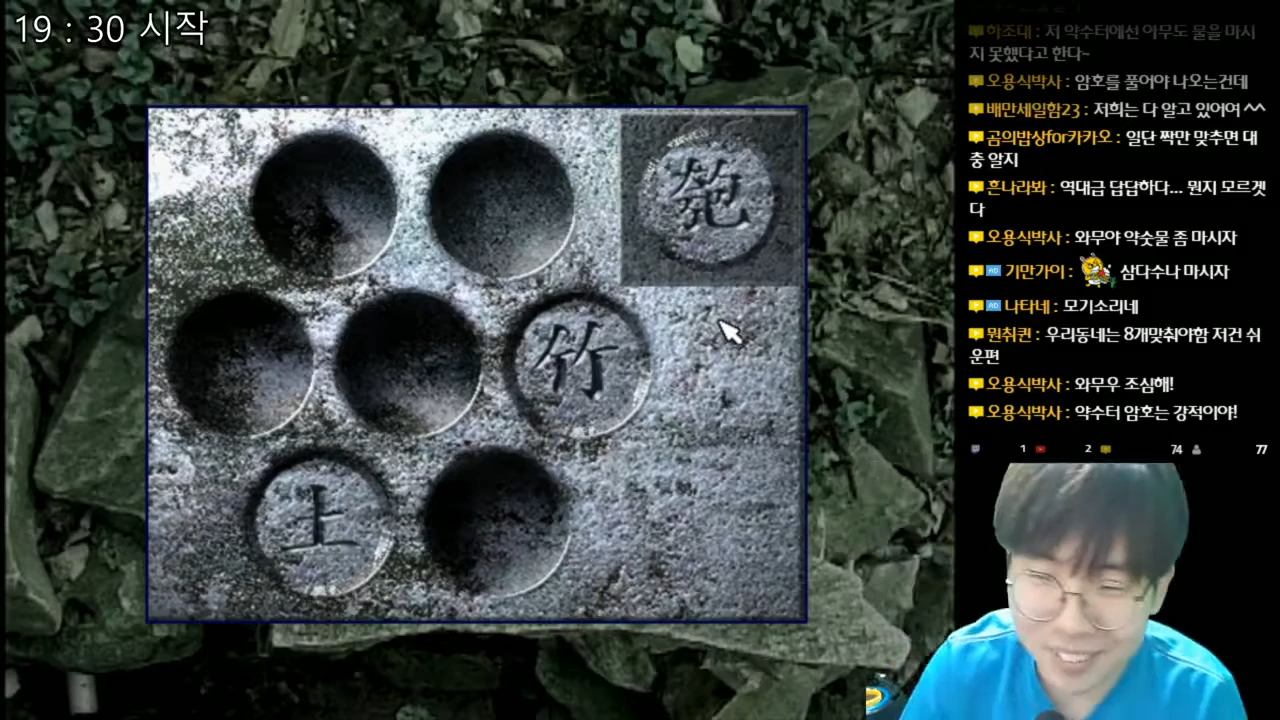 19 : 30 시작
匏
竹
土
하조대 : 저 약수터에선 아무도 물을 마시
지 못했다고 한다~
오용식박사 : 암호를 풀어야 나오는건데
배만세일함23 : 저희는 다 알고 있어여 ^^
곰의밥상for카카오 : 일단 짝만 맞추면 대
충 알지
흔나라봐 : 역대급 답답하다... 뭔지 모르겟
다
오용식박사 : 와무야 약숫물 좀 마시자
AD 기만가이 : 삼다수나 마시자
AD 나타네 : 모기소리네
뭔취퀸 : 우리동네는 8개맞춰야함 저건 쉬
운편
오용식박사 : 와무우 조심해!
오용식박사 : 약수터 암호는 강적이야!
1 2 74 77